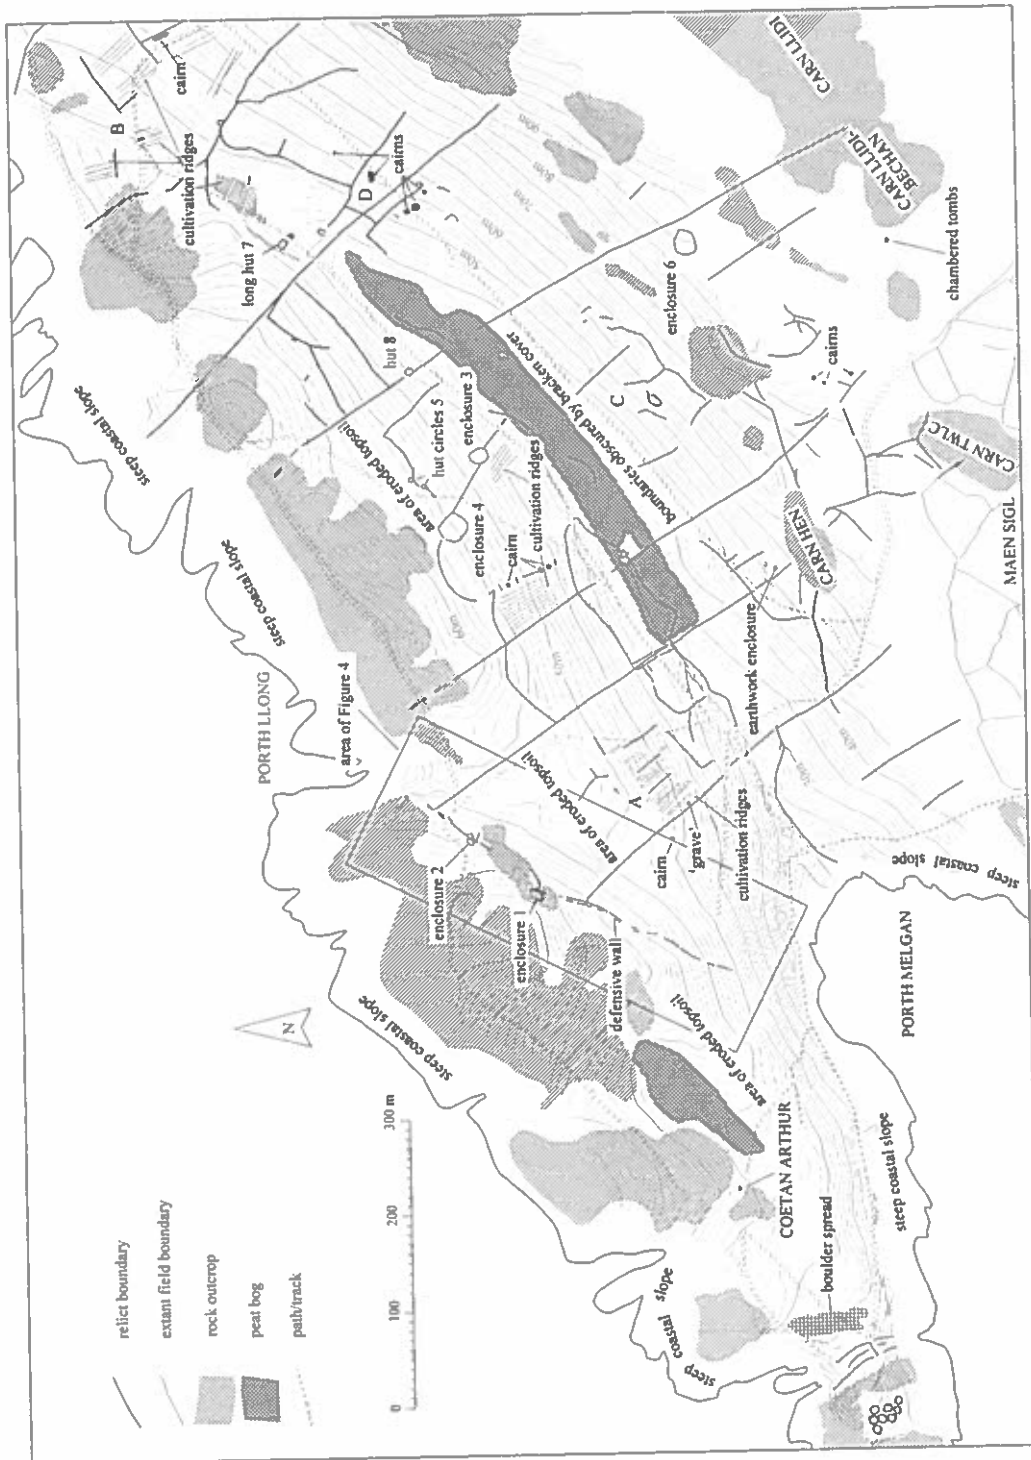 relict boundary
extant field boundary
rock outcrop
peat bog
path/track
0
100
200
300 m
N
steep coastal slope
steep coastal slope
steep coastal slope
steep coastal slope
steep coastal slope
steep coastal slope
PORTH LLONG
area of Figure 4
area of eroded topsoil
area of eroded topsoil
area of eroded topsoil
enclosure 2
enclosure 1
defensive wall
COETAN ARTHUR
boulder spread
steep coastal slope
PORTH MELGAN
A
cairn
'grave'
cultivation ridges
earthwork enclosure
enclosure 4
cairn
cultivation ridges
hut circles 5
enclosure 3
hut 8
long hut 7
cultivation ridges
B
cairn
D
cairns
boundaries obscured by bracken cover
C
enclosure 6
cairns
chambered tombs
CARN LLIDI
CARN LLIDI-
BECHAN
CARN HEN
CARN TWLC
MAEN SIGL
60m